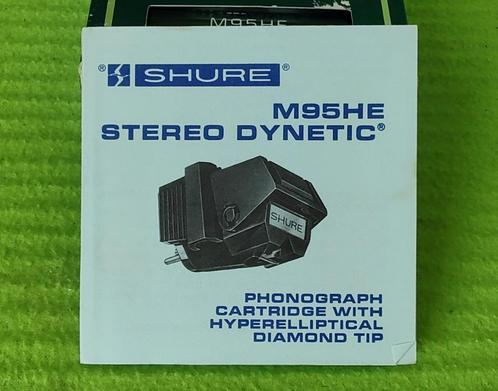 M95HE
® SHURE®
M95HE
STEREO DYNETIC®
SHURE
PHONOGRAPH
CARTRIDGE WITH
HYPERELLIPTICAL
DIAMOND TIP